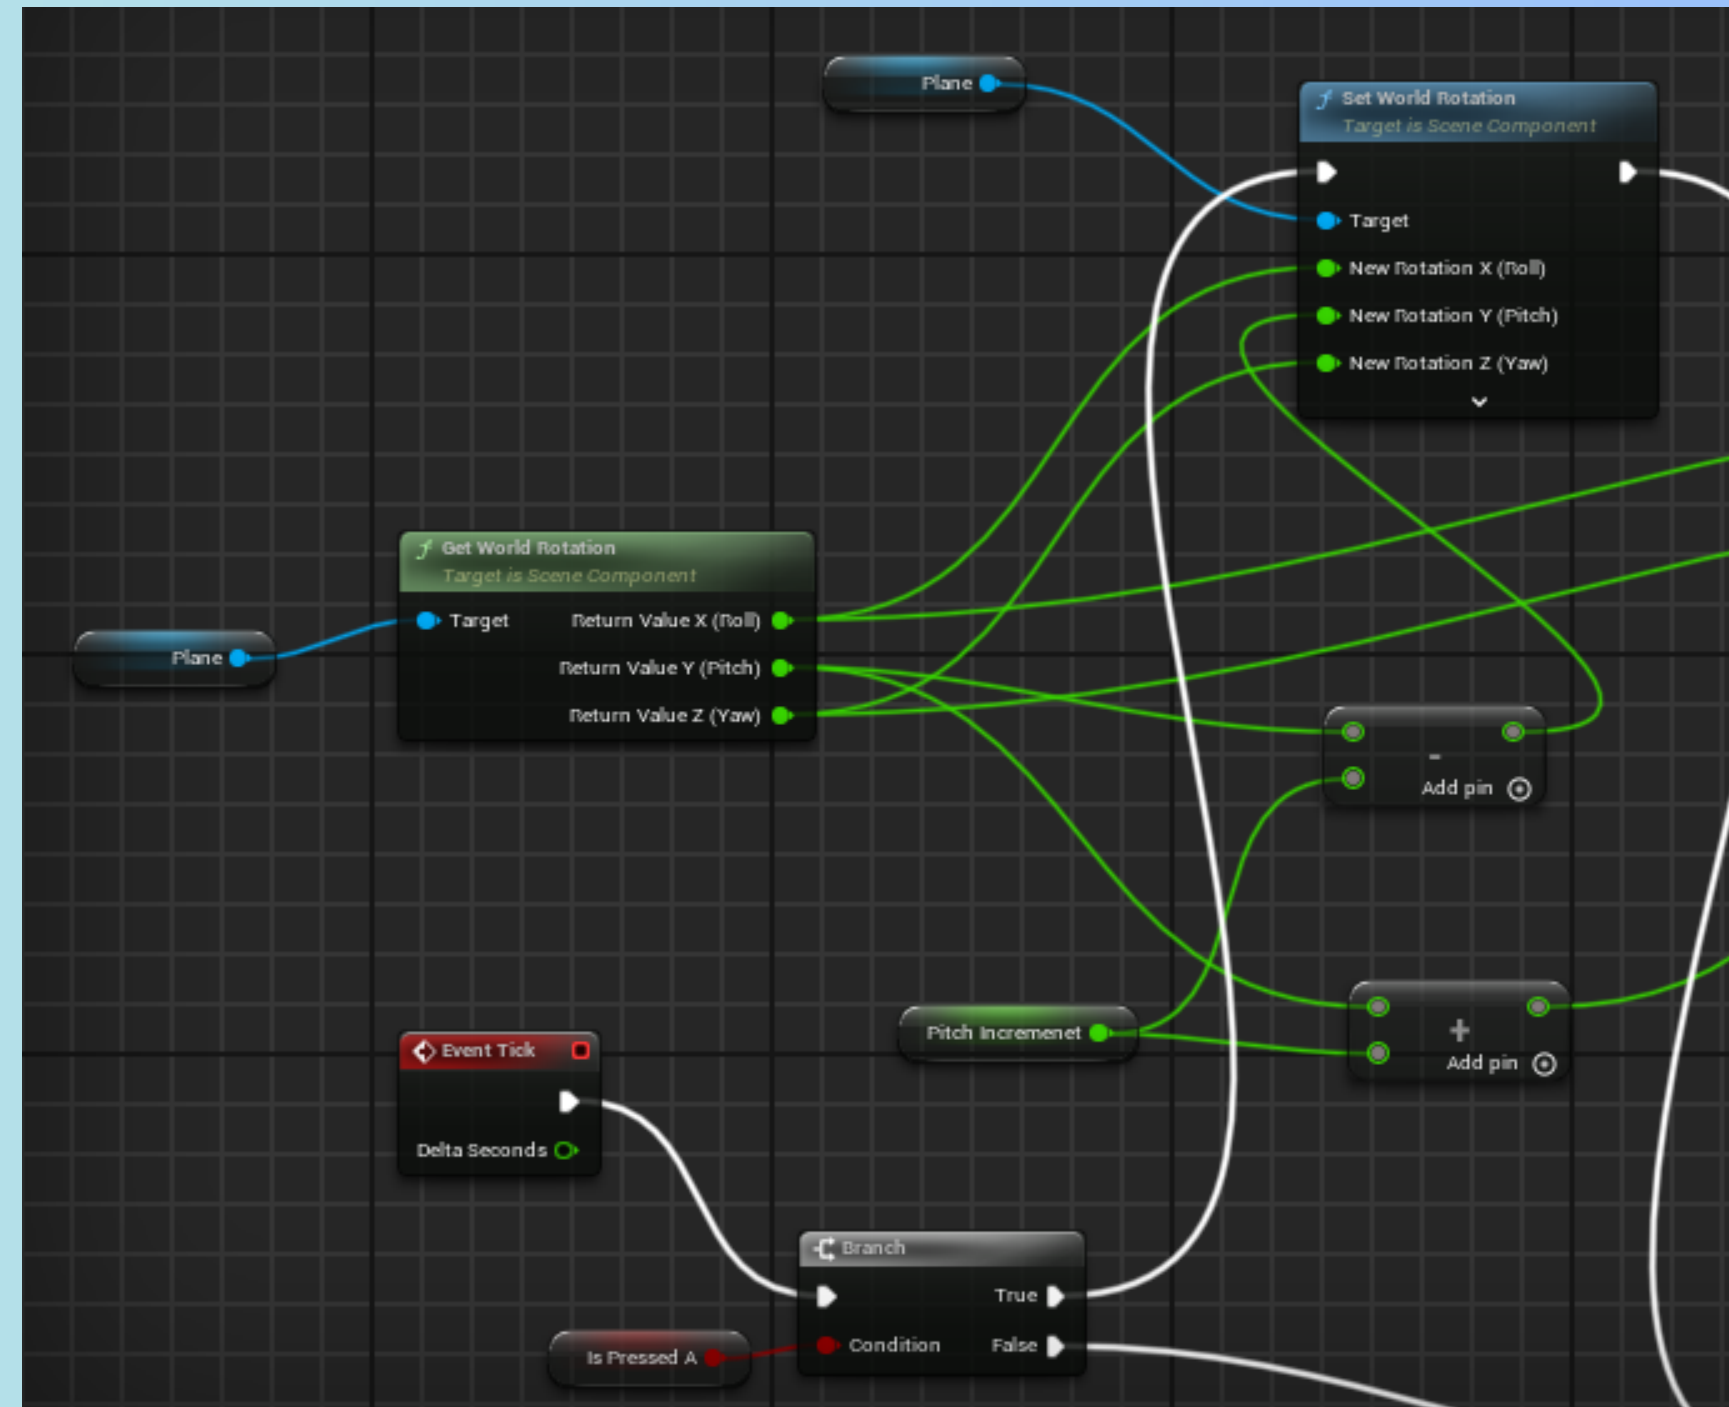 Plane
Set World Rotation
Target is Scene Component
Target
New Rotation X (Roll)
New Rotation Y (Pitch)
New Rotation Z (Yaw)
Get World Rotation
Target is Scene Component
Target
Return Value X (Roll)
Plane
Return Value Y (Pitch)
Return Value Z (Yaw)
-
Add pin
Pitch Incremenet
+
Add pin
Event Tick
Delta Seconds
Branch
True
Is Pressed A
Condition
False